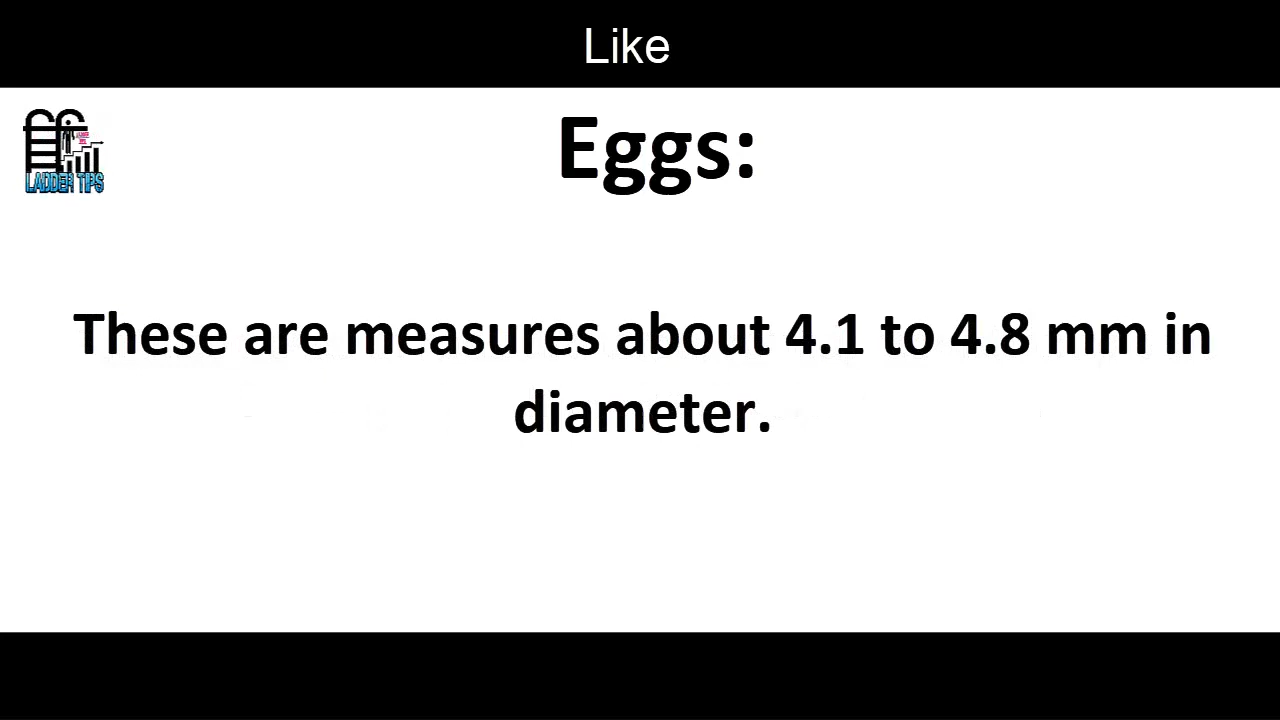 Like
Eggs:
LADDER TIPS
These are measures about 4.1 to 4.8 mm in
diameter.